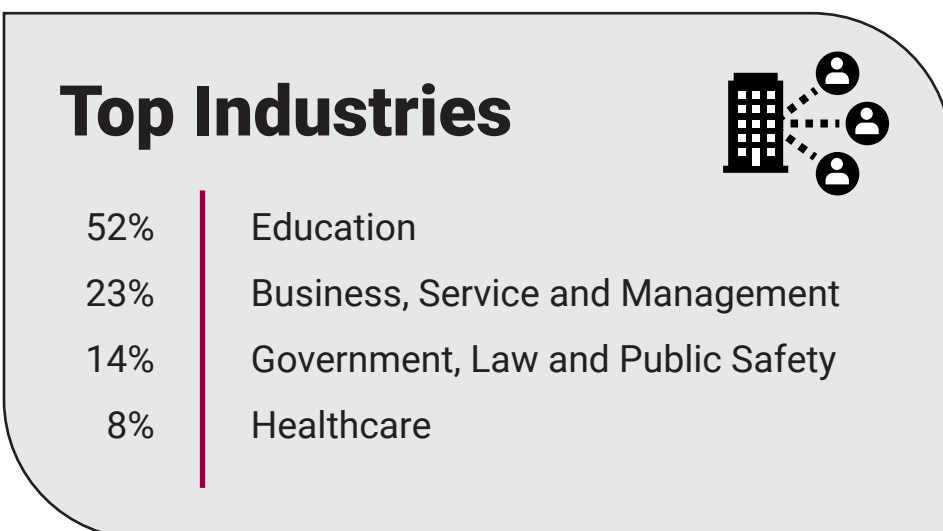 Top Industries
52% Education
23% Business, Service and Management
14% Government, Law and Public Safety
8% Healthcare